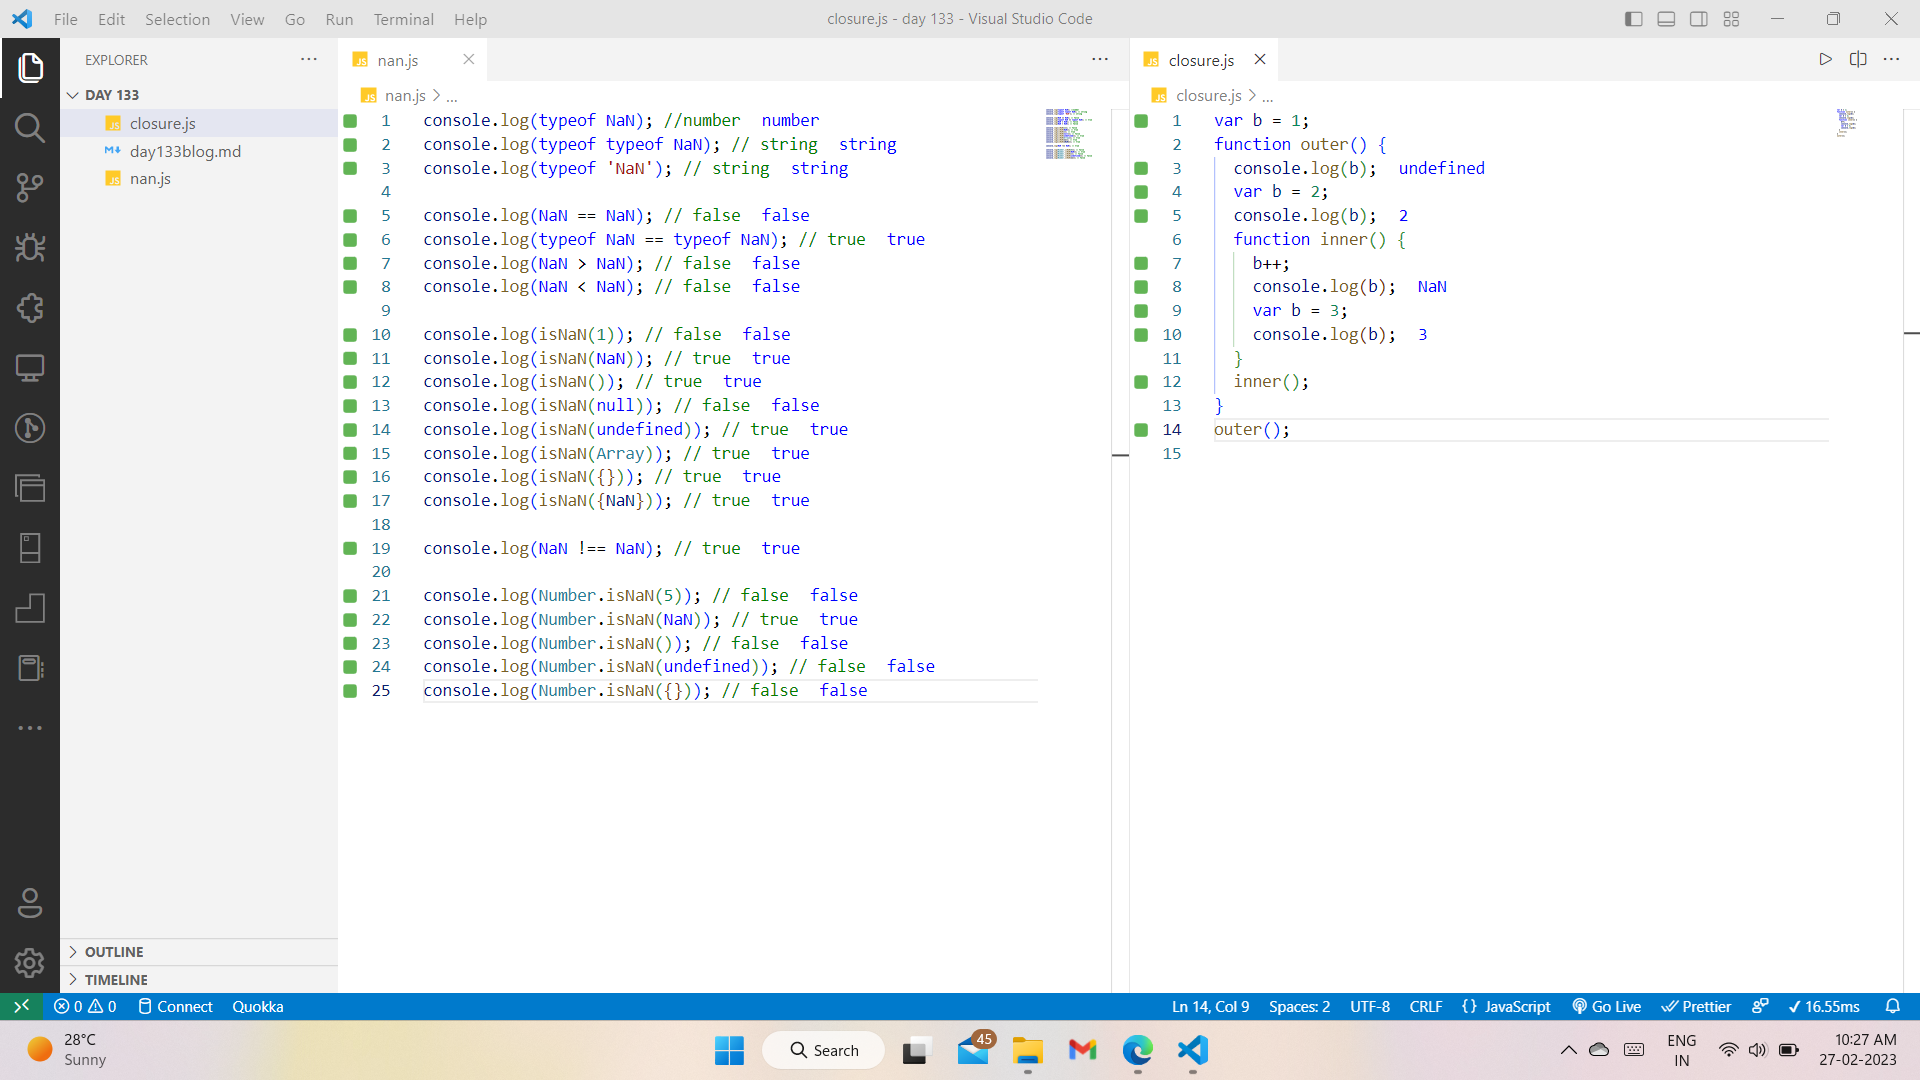 File Edit Selection View Go Run Terminal Help
closure.js - day 133 - Visual Studio Code
EXPLORER
DAY 133
closure.js
day133blog.md
nan.js
OUTLINE
TIMELINE
nan.js
nan.js > ...
1 console.log(typeof NaN); //number number
2 console.log(typeof typeof NaN); // string string
3 console.log(typeof 'NaN'); // string string
4
5 console.log(NaN == NaN); // false false
6 console.log(typeof NaN == typeof NaN); // true true
7 console.log(NaN > NaN); // false false
8 console.log(NaN < NaN); // false false
9
10 console.log(isNaN(1)); // false false
11 console.log(isNaN(NaN)); // true true
12 console.log(isNaN()); // true true
13 console.log(isNaN(null)); // false false
14 console.log(isNaN(undefined)); // true true
15 console.log(isNaN(Array)); // true true
16 console.log(isNaN({})); // true true
17 console.log(isNaN({NaN})); // true true
18
19 console.log(NaN !== NaN); // true true
20
21 console.log(Number.isNaN(5)); // false false
22 console.log(Number.isNaN(NaN)); // true true
23 console.log(Number.isNaN()); // false false
24 console.log(Number.isNaN(undefined)); // false false
25 console.log(Number.isNaN({})); // false false
closure.js
closure.js > ...
1 var b = 1;
2 function outer() {
3 console.log(b); undefined
4 var b = 2;
5 console.log(b); 2
6 function inner() {
7 b++;
8 console.log(b); NaN
9 var b = 3;
10 console.log(b); 3
11 }
12 inner();
13 }
14 outer();
15
0 0 Connect Quokka
Ln 14, Col 9 Spaces: 2 UTF-8 CRLF {} JavaScript Go Live Prettier 16.55ms
28°C
Sunny
Search
45
ENG
IN
10:27 AM
27-02-2023